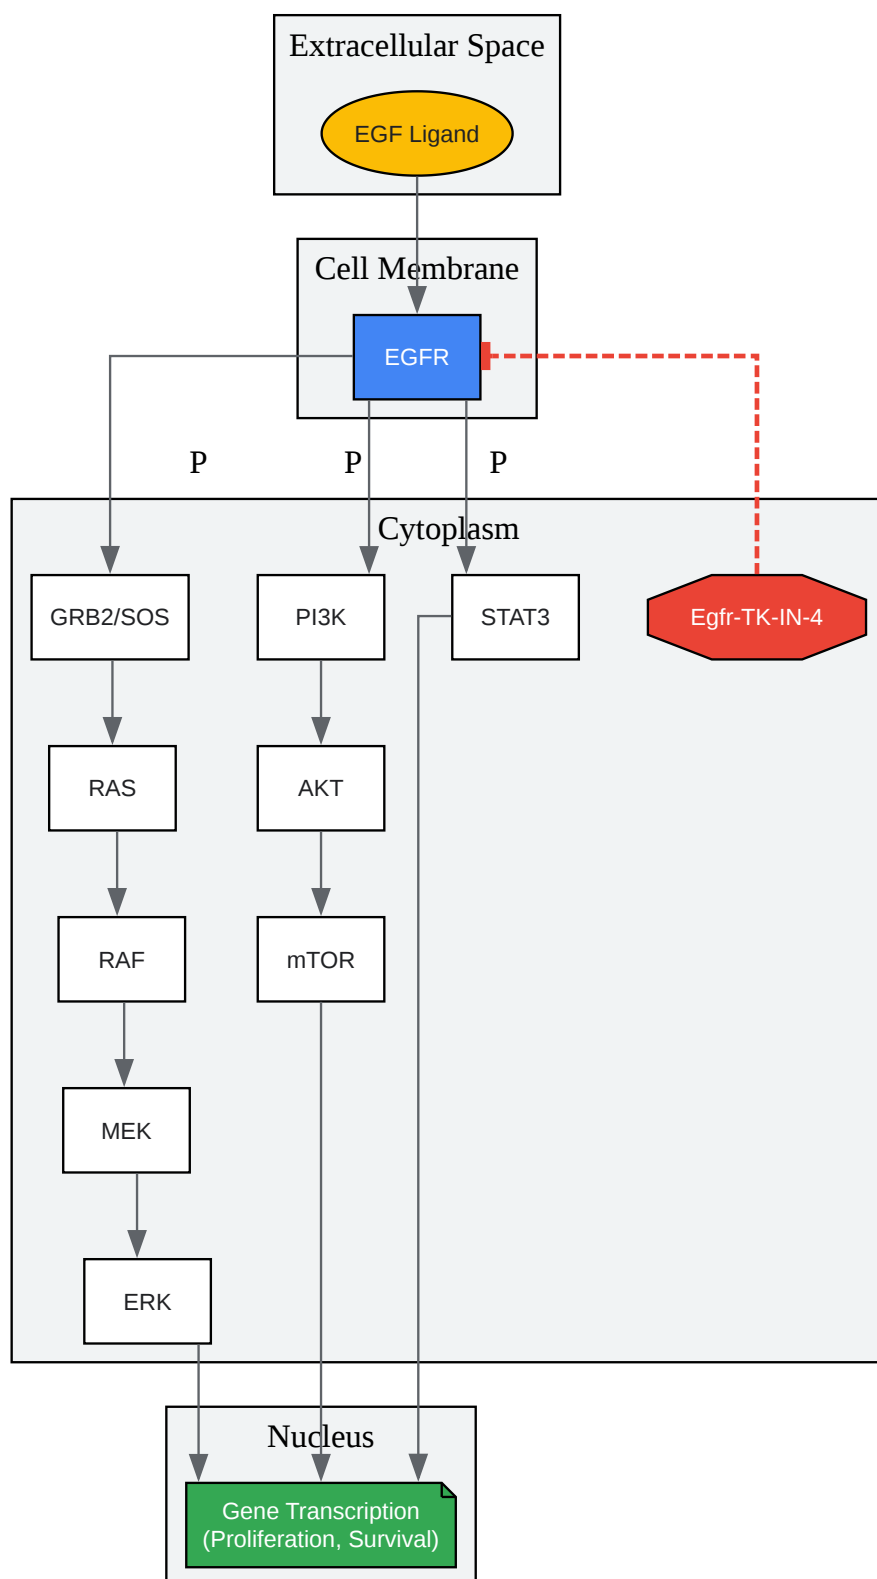 Extracellular Space
EGF Ligand
Cell Membrane
EGFR
P
P
P
Cytoplasm
GRB2/SOS
PI3K
STAT3
Egfr-TK-IN-4
RAS
AKT
RAF
mTOR
MEK
ERK
Nucleus
Gene Transcription
(Proliferation, Survival)